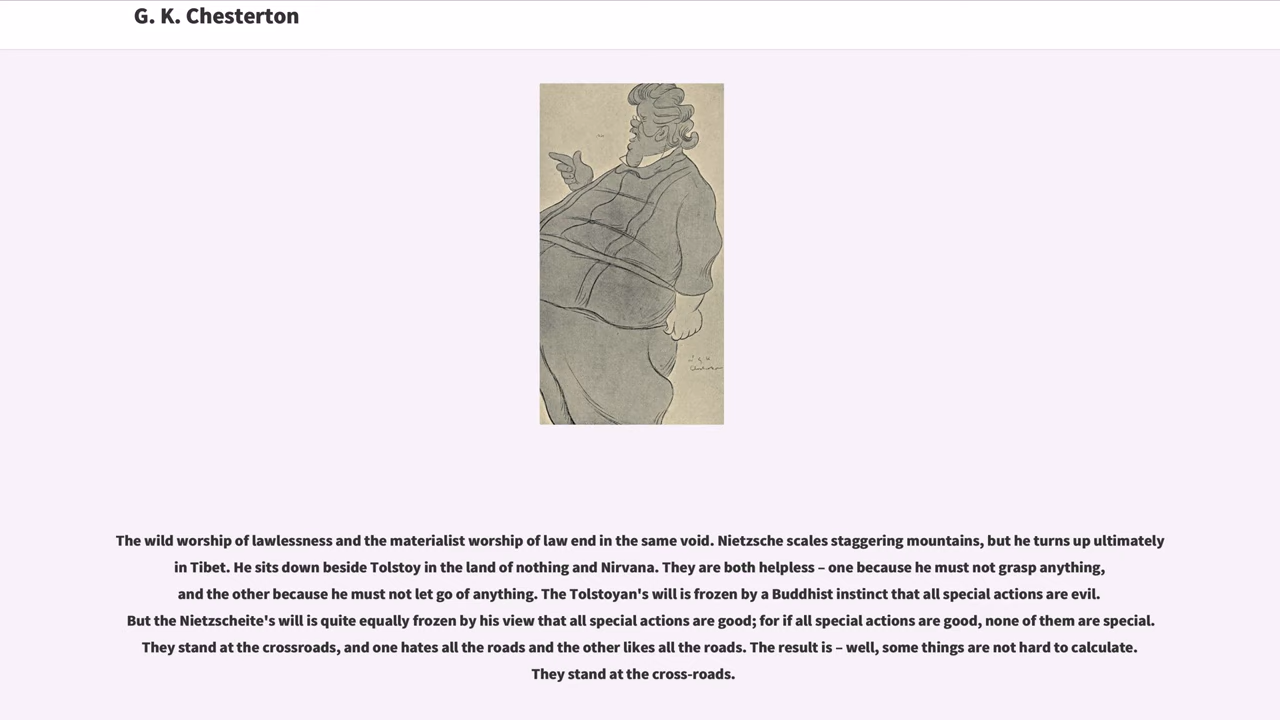 G. K. Chesterton
The wild worship of lawlessness and the materialist worship of law end in the same void. Nietzsche scales staggering mountains, but he turns up ultimately
in Tibet. He sits down beside Tolstoy in the land of nothing and Nirvana. They are both helpless – one because he must not grasp anything,
and the other because he must not let go of anything. The Tolstoyan's will is frozen by a Buddhist instinct that all special actions are evil.
But the Nietzscheite's will is quite equally frozen by his view that all special actions are good; for if all special actions are good, none of them are special.
They stand at the crossroads, and one hates all the roads and the other likes all the roads. The result is – well, some things are not hard to calculate.
They stand at the cross-roads.